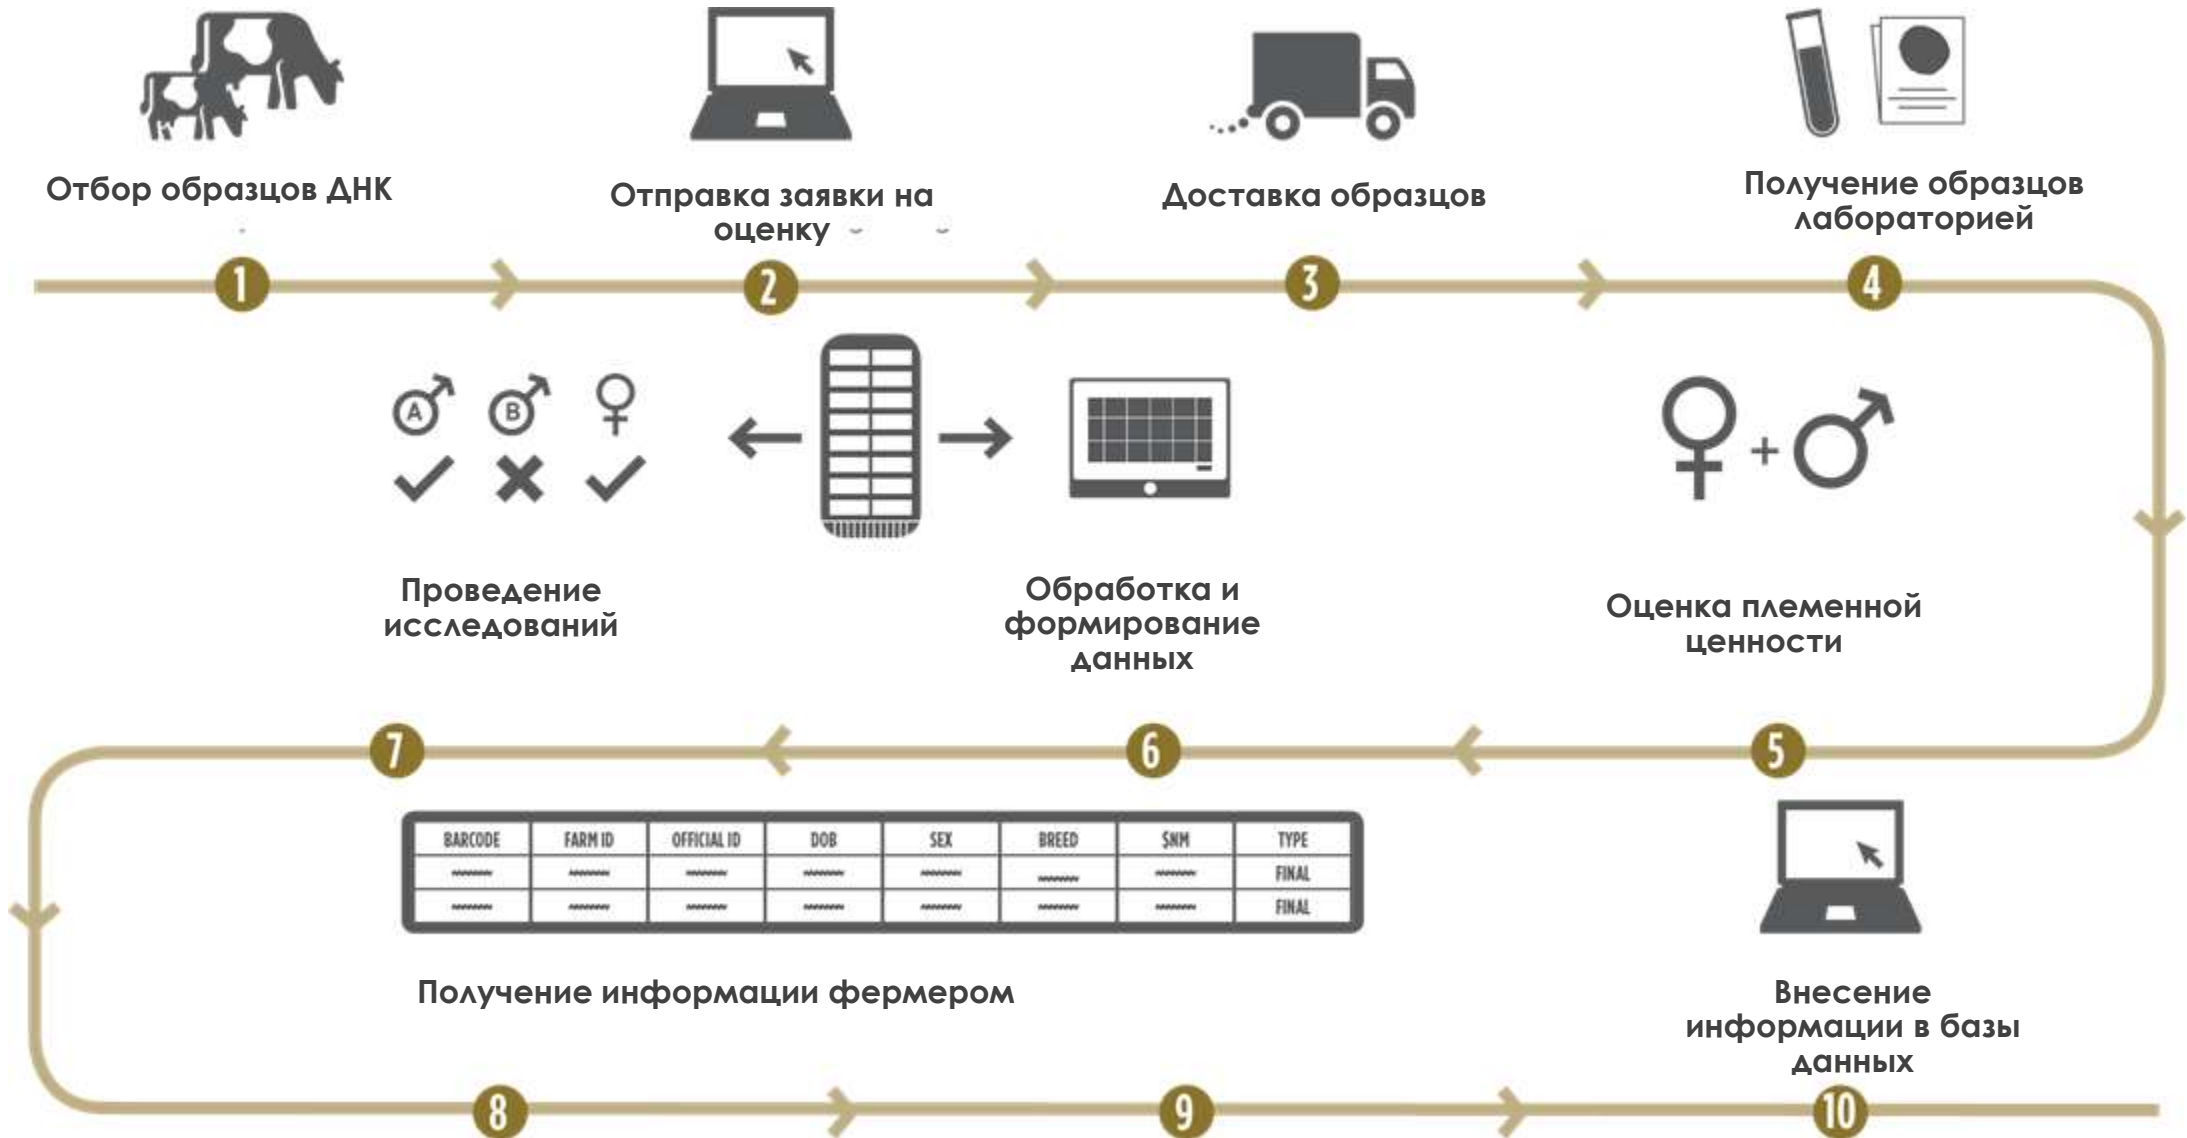 Отбор образцов ДНК
Отправка заявки на
оценку
Доставка образцов
Получение образцов
лабораторией
1
2
3
4
A
B
Проведение
исследований
Обработка и
формирование
данных
Оценка племенной
ценности
7
6
5
BARCODE FARM ID OFFICIAL ID DOB SEX BREED $NM TYPE
FINAL
FINAL
Получение информации фермером
Внесение
информации в базы
данных
8
9
10